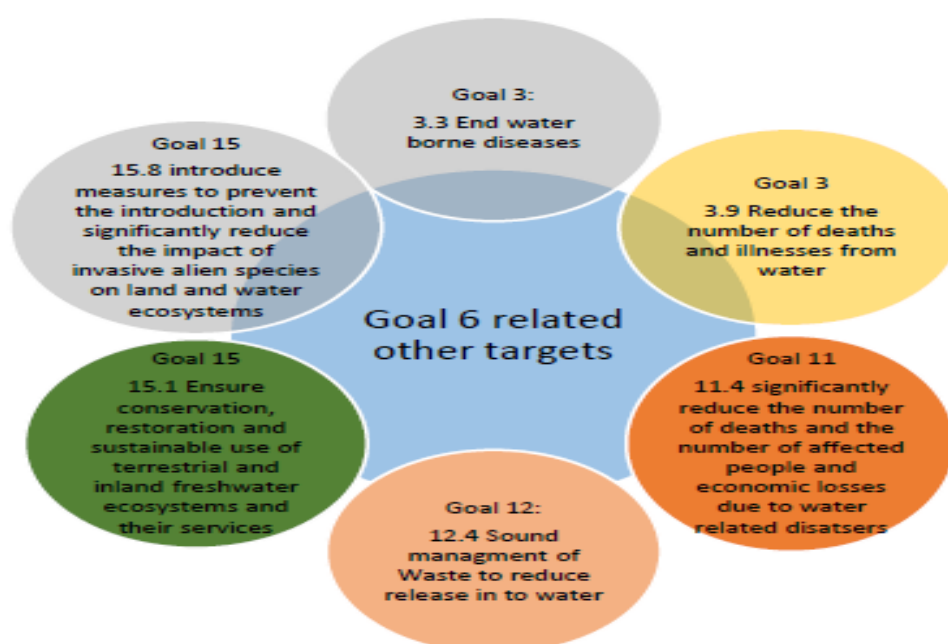 Goal 3:
3.3 End water
borne diseases
Goal 3
3.9 Reduce the
number of deaths
and illnesses from
water
Goal 11
11.4 significantly
reduce the number
of deaths and the
number of affected
people and
economic losses
due to water
related disatsers
Goal 12:
12.4 Sound
managment of
Waste to reduce
release in to water
Goal 15
15.1 Ensure
conservation,
restoration and
sustainable use of
terrestrial and
inland freshwater
ecosystems and
their services
Goal 15
15.8 introduce
measures to prevent
the introduction and
significantly reduce
the impact of
invasive alien species
on land and water
ecosystems
Goal 6 related
other targets